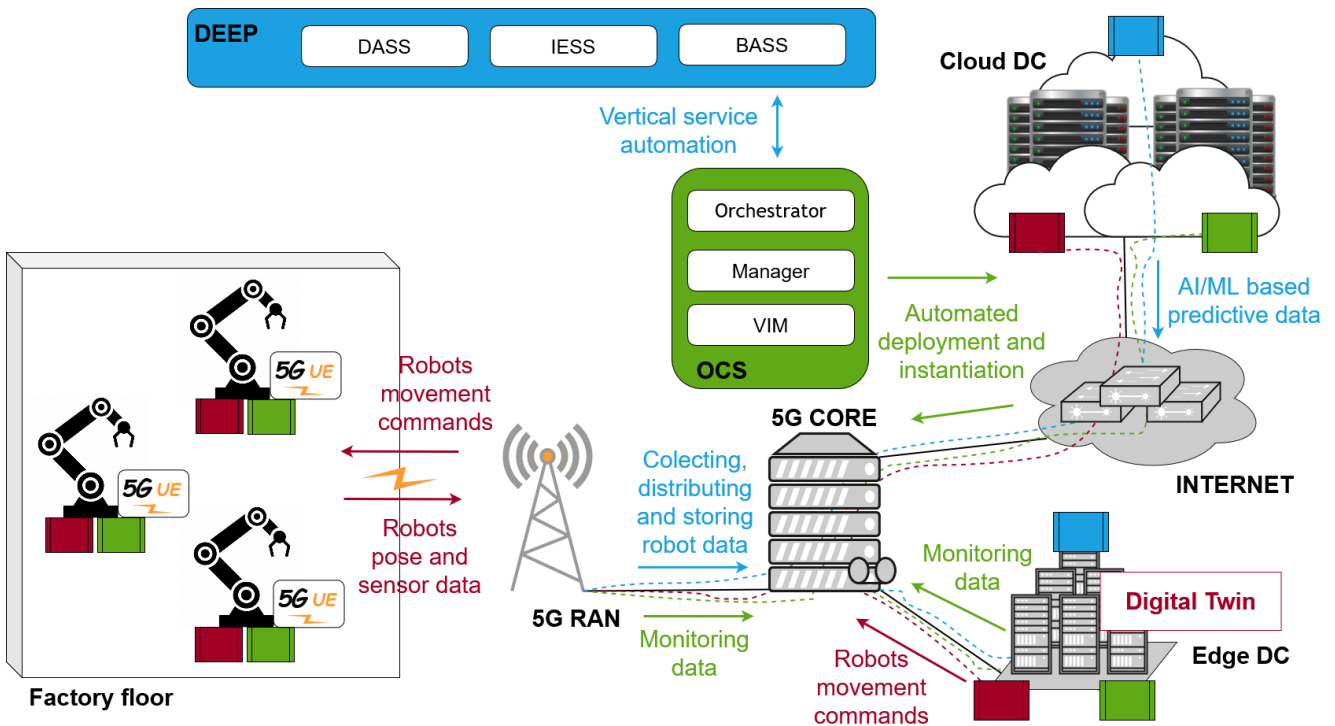 DEEP
DASS
IESS
BASS
Cloud DC
Vertical service
automation
Orchestrator
Manager
VIM
OCS
Automated
deployment and
instantiation
AI/ML based
predictive data
5G UE
5G UE
5G UE
Robots
movement
commands
Robots
pose and
sensor data
Factory floor
5G RAN
Colecting,
distributing
and storing
robot data
Monitoring
data
5G CORE
INTERNET
Monitoring
data
Digital Twin
Edge DC
Robots
movement
commands